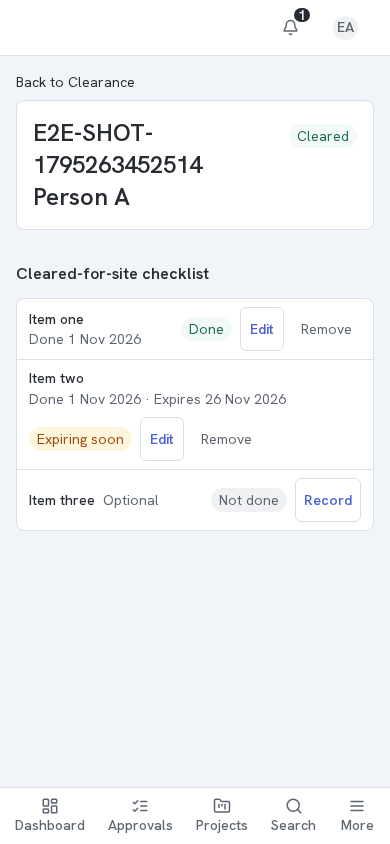 1
EA
Back to Clearance
E2E-SHOT-
1795263452514
Person A
Cleared
Cleared-for-site checklist
Item one
Done 1 Nov 2026
Done
Edit
Remove
Item two
Done 1 Nov 2026 · Expires 26 Nov 2026
Expiring soon
Edit
Remove
Item three Optional
Not done
Record
Dashboard
Approvals
Projects
Search
More